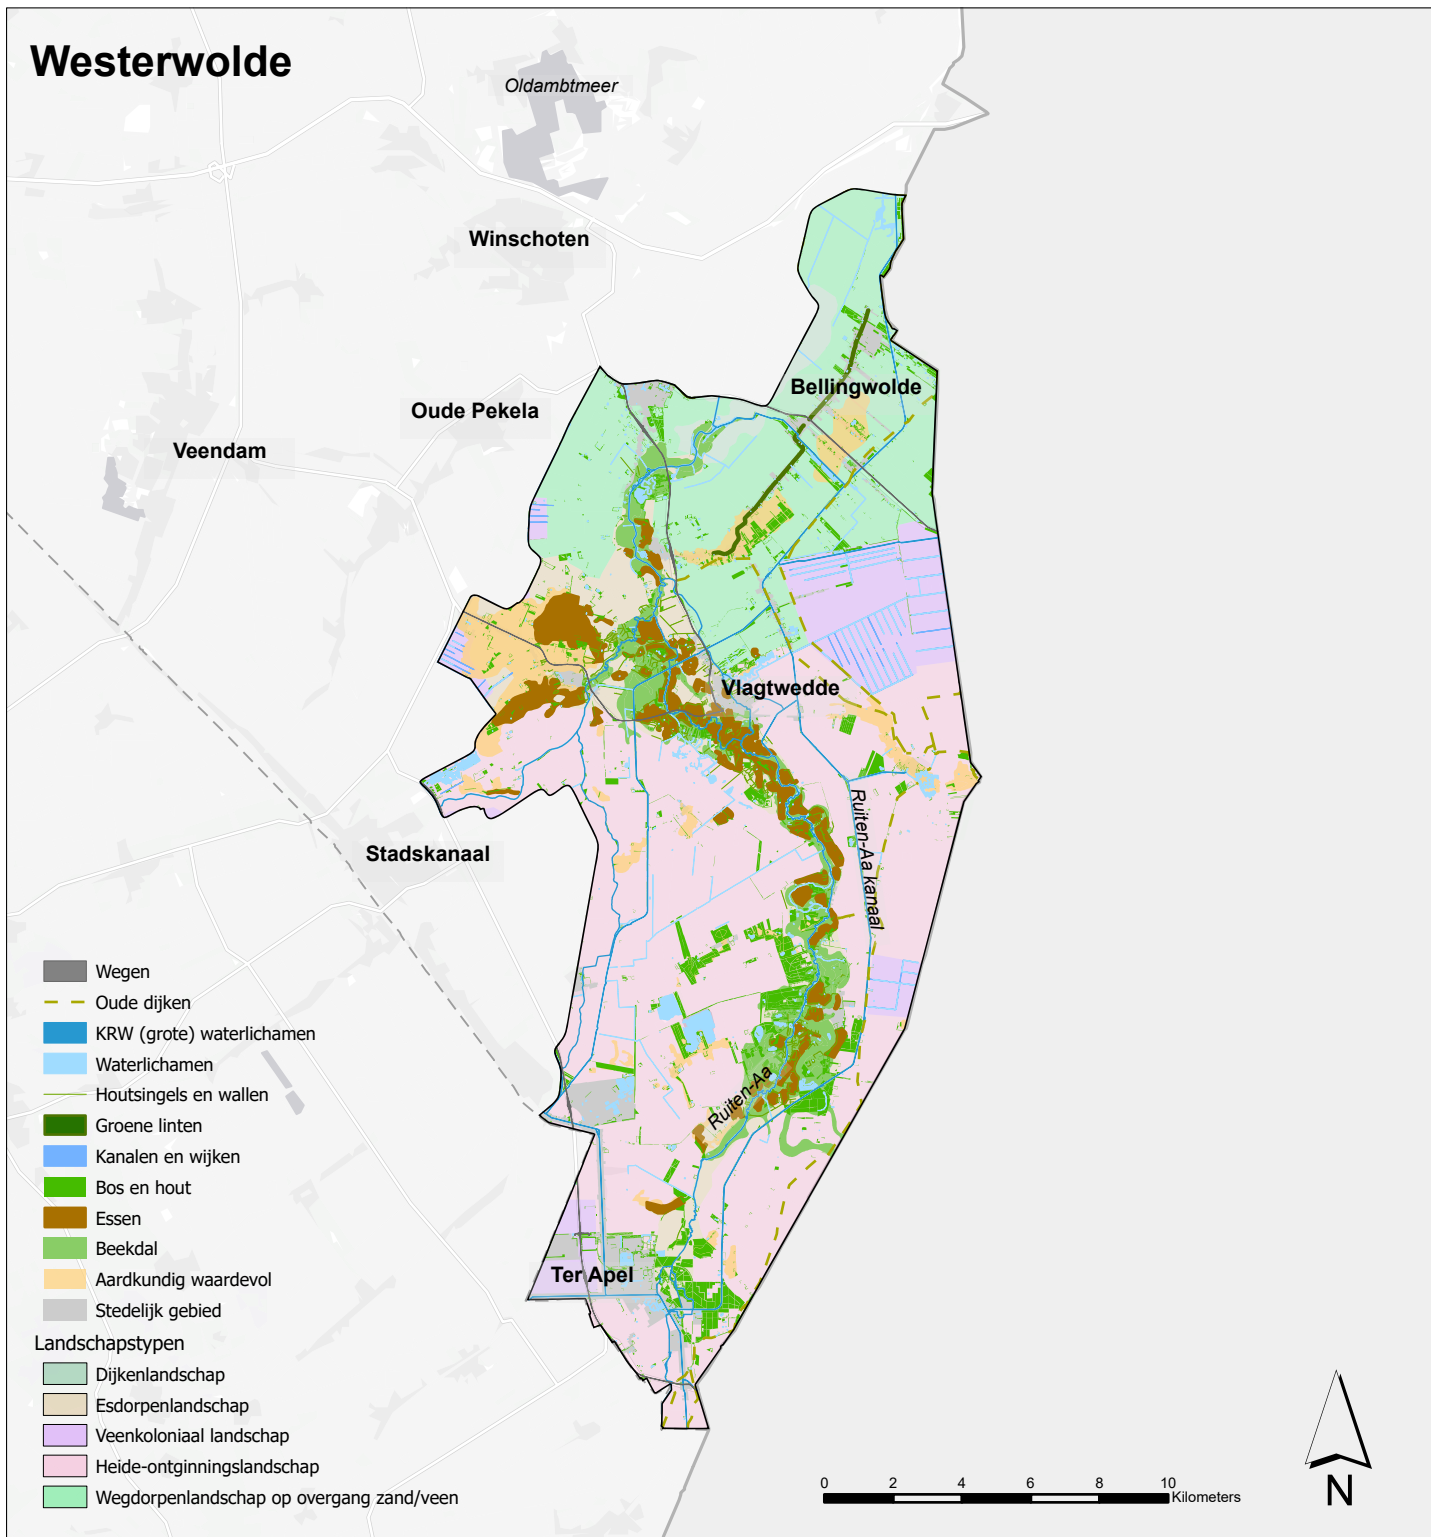 Westerwolde
Oldambtmeer
Winschoten
Bellingwolde
Oude Pekela
Veendam
Vlagtwedde
Ruiten-Aa kanaal
Stadskanaal
Ruiten-Aa
Ter Apel
Wegen
Oude dijken
KRW (grote) waterlichamen
Waterlichamen
Houtsingels en wallen
Groene linten
Kanalen en wijken
Bos en hout
Essen
Beekdal
Aardkundig waardevol
Stedelijk gebied
Landschapstypen
Dijkenlandschap
Esdorpenlandschap
Veenkoloniaal landschap
Heide-ontginningslandschap
Wegdorpenlandschap op overgang zand/veen
0 2 4 6 8 10
Kilometers
N